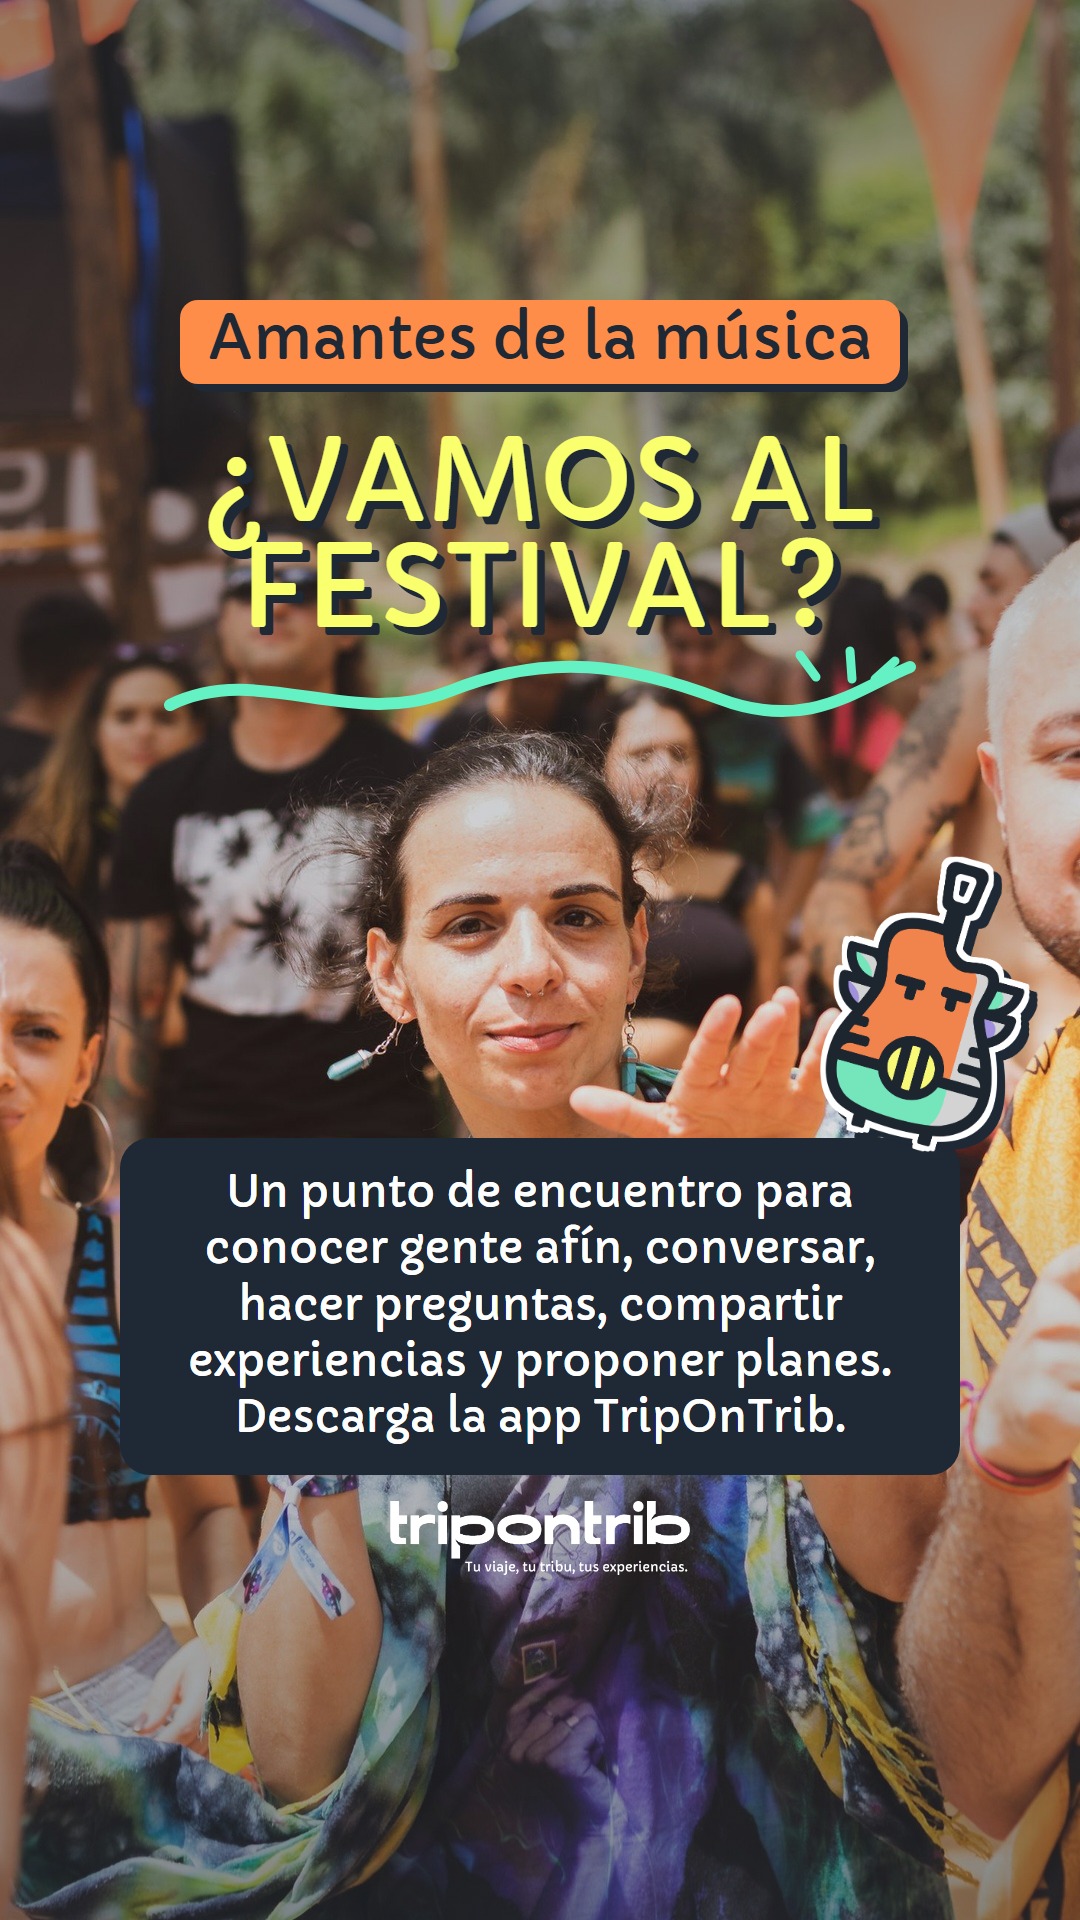 Amantes de la música
¿VAMOS AL
FESTIVAL?
Un punto de encuentro para
conocer gente afín, conversar,
hacer preguntas, compartir
experiencias y proponer planes.
Descarga la app TripOnTrib.
tripontrib
Tu viaje, tu tribu, tus experiencias.